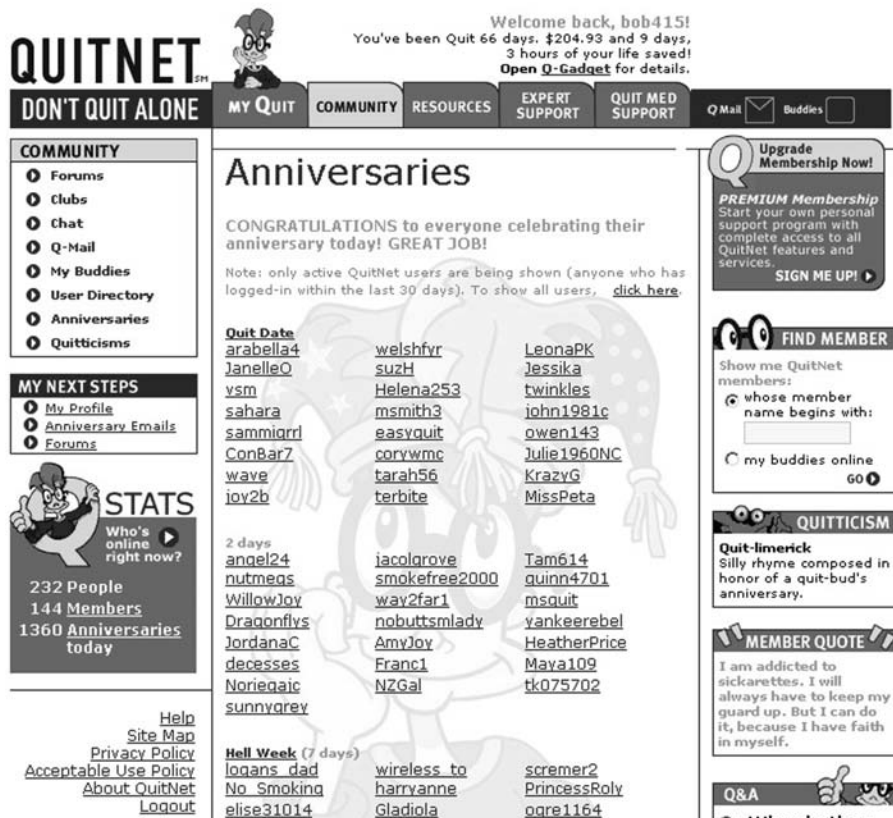 QUITNET
SM
DON'T QUIT ALONE
Welcome back, bob415!
You've been Quit 66 days. $204.93 and 9 days,
3 hours of your life saved!
Open Q-Gadget for details.
MY QUIT
COMMUNITY
RESOURCES
EXPERT
SUPPORT
QUIT MED
SUPPORT
Q Mail
Buddies
COMMUNITY
Forums
Clubs
Chat
Q-Mail
My Buddies
User Directory
Anniversaries
Quitticisms
MY NEXT STEPS
My Profile
Anniversary Emails
Forums
STATS
Who's
online
right now?
232 People
144 Members
1360 Anniversaries
today
Help
Site Map
Privacy Policy
Acceptable Use Policy
About QuitNet
Logout
Anniversaries
CONGRATULATIONS to everyone celebrating their
anniversary today! GREAT JOB!
Note: only active QuitNet users are being shown (anyone who has
logged-in within the last 30 days). To show all users, click here.
Quit Date
arabella4 welshfyr LeonaPK
JanelleO suzH Jessika
vsm Helena253 twinkles
sahara msmith3 john1981c
sammigrrl easyquit owen143
ConBar7 corywmc Julie1960NC
wave tarah56 KrazyG
joy2b terbite MissPeta
2 days
angel24 jacolgrove Tam614
nutmegs smokefree2000 quinn4701
WillowJoy way2far1 msquit
Dragonflys nobuttsmlady yankeerebel
JordanaC AmyJoy HeatherPrice
decesses Franc1 Maya109
Noriegajc NZGal tk075702
sunnygrey
Hell Week (7 days)
logans_dad wireless_to scremer2
No_Smoking harryanne PrincessRoly
elise31014 Gladiola ogre1164
Upgrade
Membership Now!
PREMIUM Membership
Start your own personal
support program with
complete access to all
QuitNet features and
services.
SIGN ME UP!
FIND MEMBER
Show me QuitNet
members:
whose member
name begins with:
my buddies online
GO
QUITTICISM
Quit-limerick
Silly rhyme composed in
honor of a quit-bud's
anniversary.
MEMBER QUOTE
I am addicted to
sickarettes. I will
always have to keep my
guard up. But I can do
it, because I have faith
in myself.
Q&A